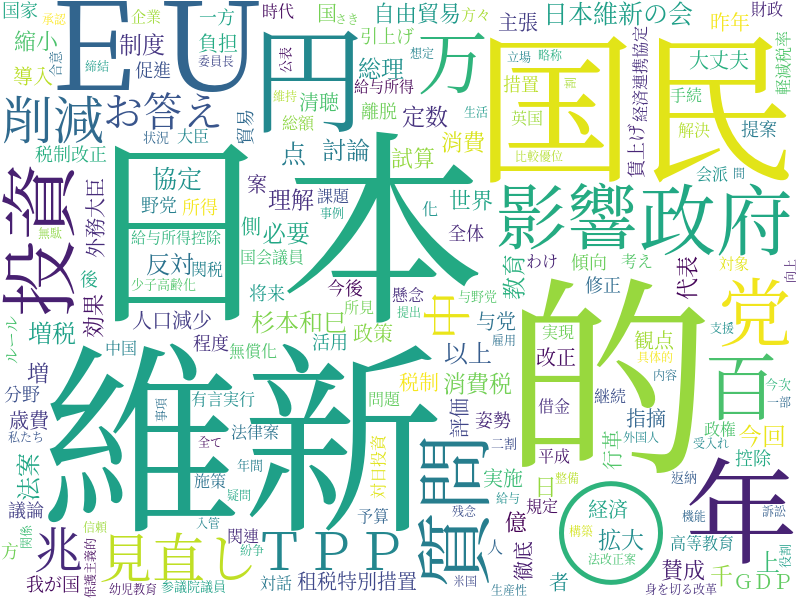 国家
承認
さき
企業
時代
一方
国
方々
自由貿易
主張
日本維新の会
昨年
財政
EU
円
万
国民
縮小
合意
制度
負担
引上げ
想定
立場
略称
経済連携協定
大丈夫
軽減税率
導入
締結
促進
委員長
公表
総理
給与所得
措置
手続
削減
お答え
維持
清聴
離脱
定数
英国
賃上げ
解決
提案
状況
大臣
貿易
総額
生活
消費
比較優位
罷
税制改正
点
討論
試算
会派
問
投資
日本
協定
案
理解
課題
側
世界
影響
政府
野党
所得
事例
化
外務大臣
無駄
給与所得控除
必要
全体
教育
わけ
傾向
考え
対象
向上
後
反対
関税
国会議員
今後
懸念
所見
与野党
修正
代表
党
少子高齢化
将来
提出
中
的
効果
人口減少
杉本和巳
政策
与党
実現
観点
支援
ルール
増税
中国
程度
無償化
活用
以上
雇用
改正
具体的
百
増
分野
維新
有言実行
問題
税制
消費税
継続
内容
今次
一部
歳費
事項
評価
姿勢
借金
指摘
政権
今回
私たち
全て
法律案
質問
二割
外国人
受入れ
年
法案
施策
年間
対日投資
平成
行革
控除
議論
疑問
実施
日
整備
返納
兆
見直し
TPP
予算
残念
給与
億
規定
経済
機能
訴訟
方
関係
信頼
入管
関連
紛争
人
徹底
構築
拡大
高等教育
上
役割
我が国
保護主義的
幼児教育
参議院議員
対話
租税特別措置
米国
生産性
者
法改正案
賛成
千
GDP
身を切る改革